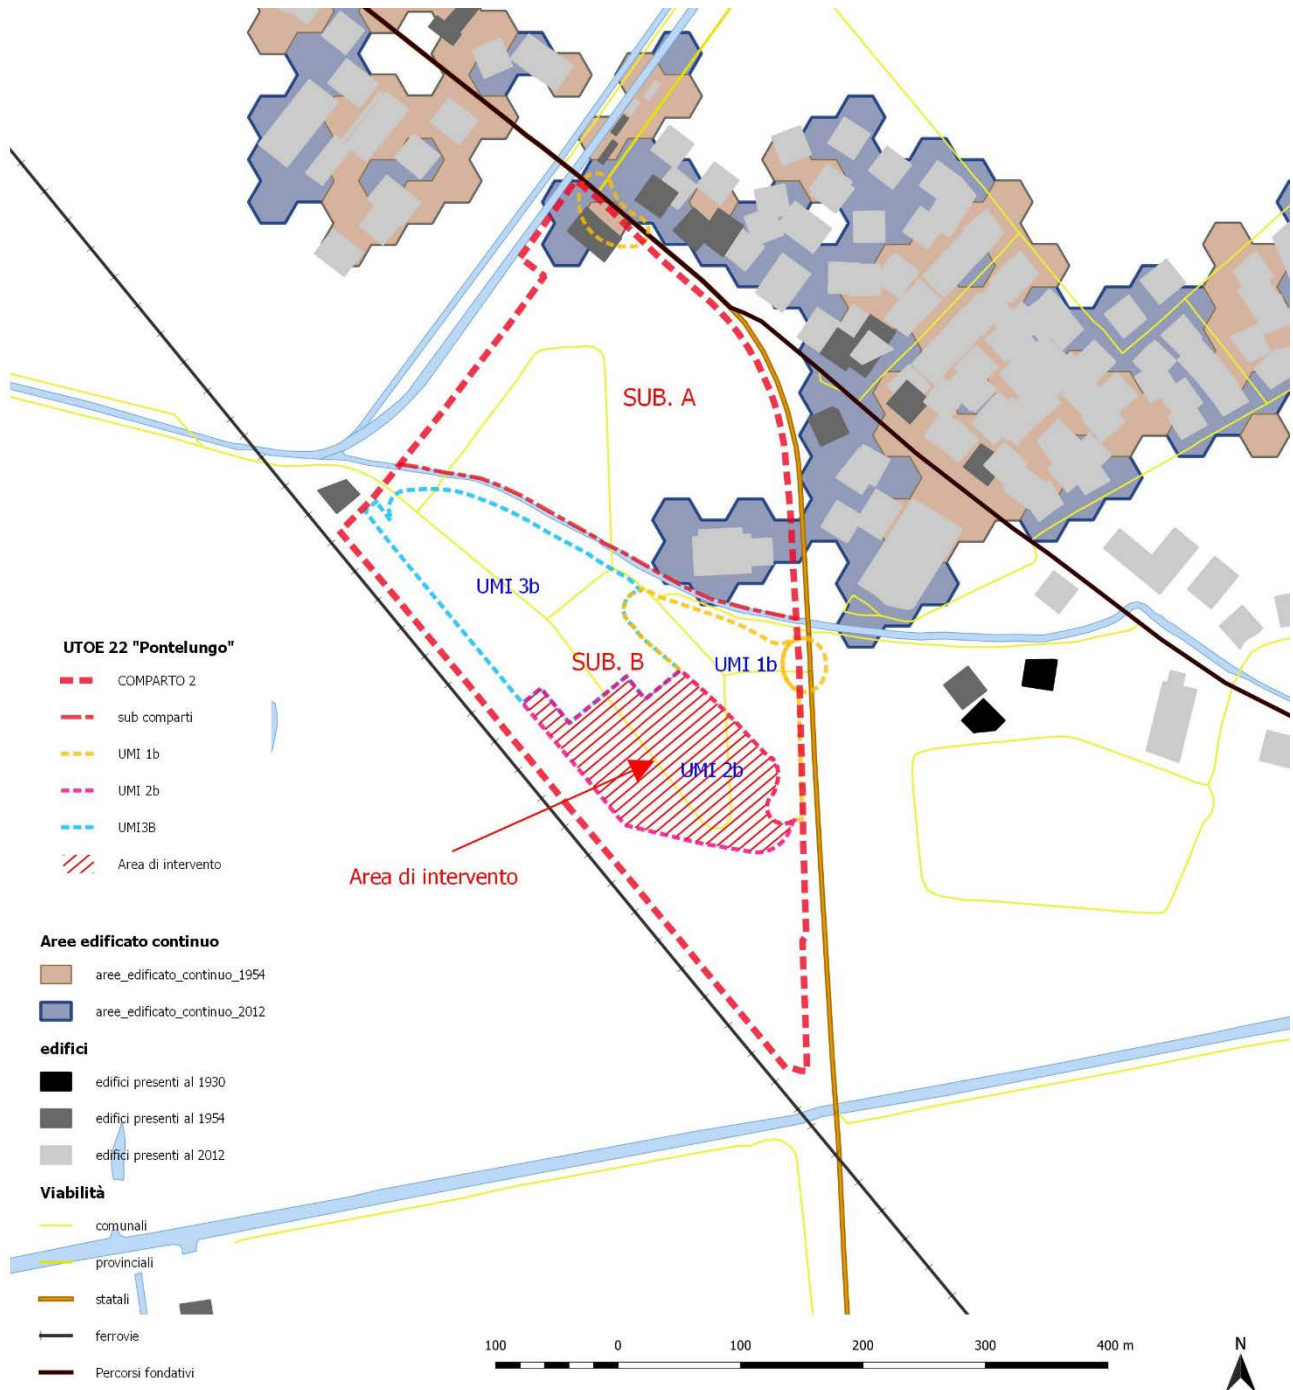 SUB. A
UMI 3b
SUB. B
UMI 1b
UMI 2b
Area di intervento
UTOE 22 "Pontelungo"
COMPARTO 2
sub comparti
UMI 1b
UMI 2b
UMI3B
Area di intervento
Aree edificato continuo
aree_edificato_continuo_1954
aree_edificato_continuo_2012
edifici
edifici presenti al 1930
edifici presenti al 1954
edifici presenti al 2012
Viabilità
comunali
provinciali
statali
ferrovie
Percorsi fondativi
100 0 100 200 300 400 m
N